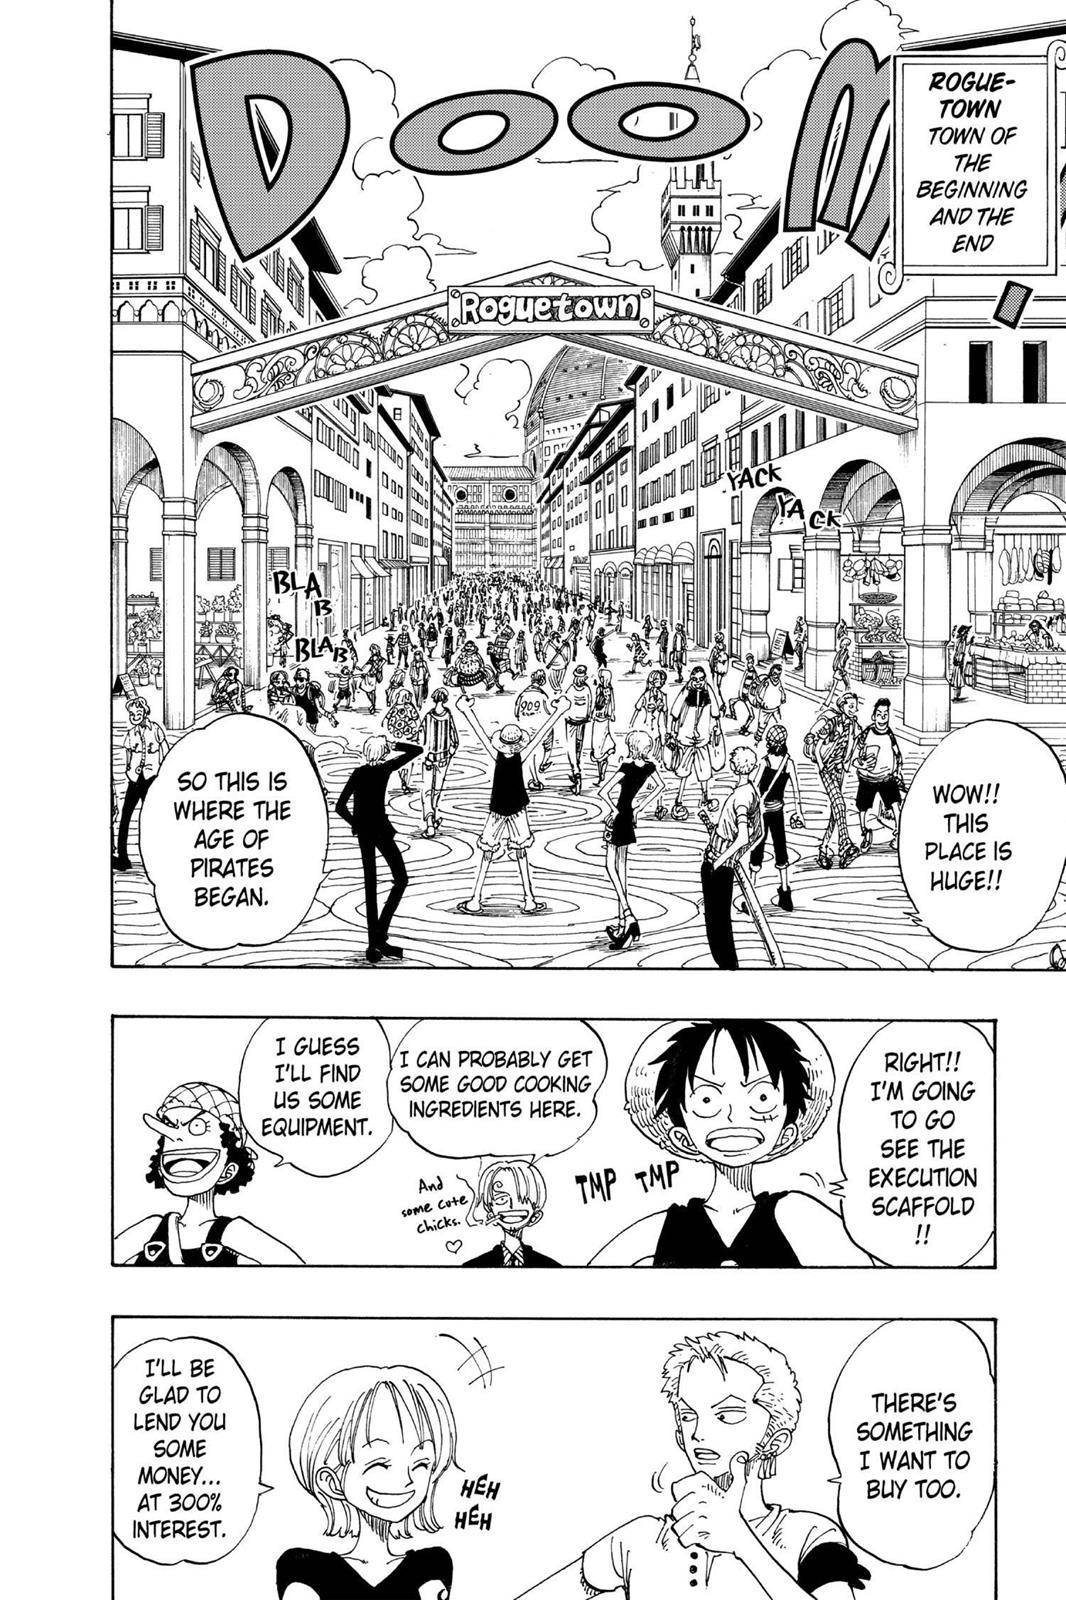 DOOM
ROGUE-
TOWN
TOWN OF
THE
BEGINNING
AND THE
END
!
Roguetown
YACK
YACK
BLAB
BLAB
209
WOW!!
THIS
PLACE IS
HUGE!!
SO THIS IS
WHERE THE
AGE OF
PIRATES
BEGAN.
RIGHT!!
I'M GOING
TO GO
SEE THE
EXECUTION
SCAFFOLD
!!
TMP TMP
I CAN PROBABLY GET
SOME GOOD COOKING
INGREDIENTS HERE.
And
some cute
chicks.
I GUESS
I'LL FIND
US SOME
EQUIPMENT.
THERE'S
SOMETHING
I WANT TO
BUY TOO.
HEH
HEH
I'LL BE
GLAD TO
LEND YOU
SOME
MONEY...
AT 300%
INTEREST.